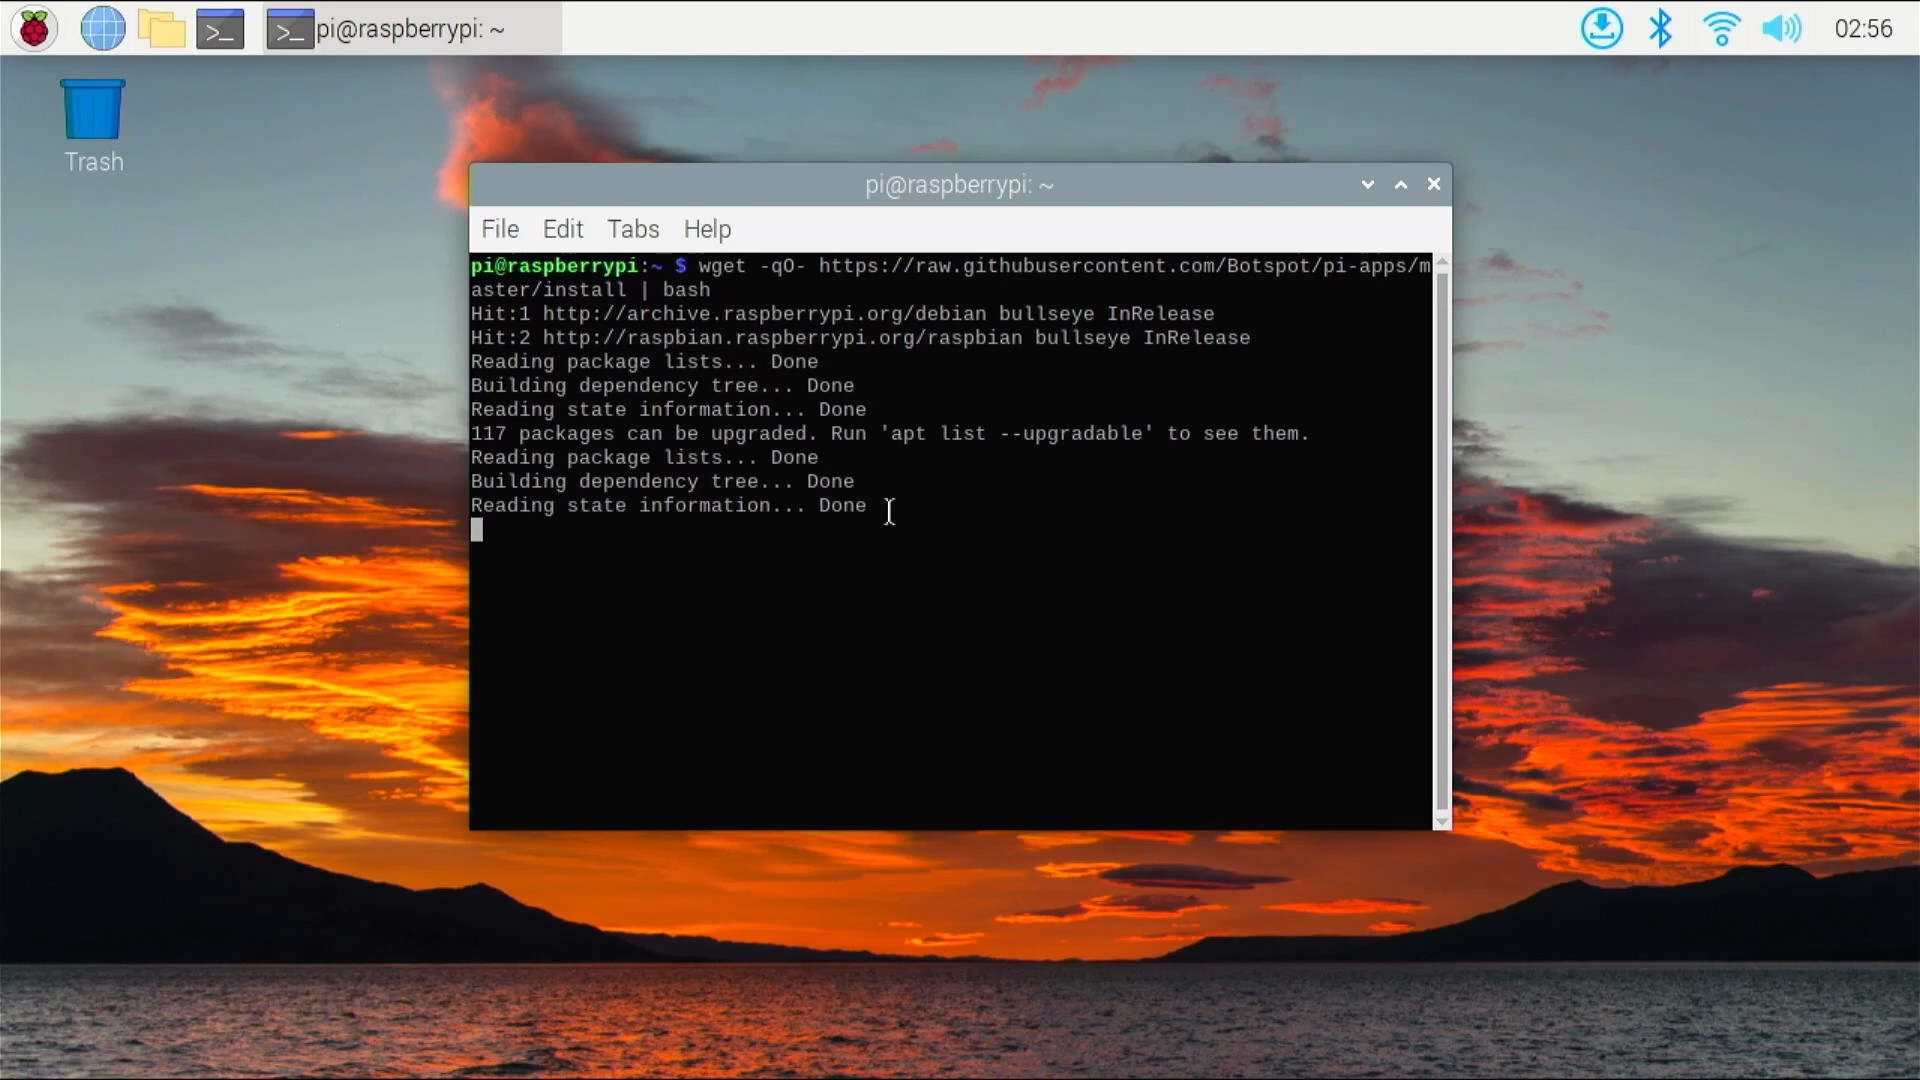 pi@raspberrypi: ~
02:56
Trash
pi@raspberrypi: ~
File Edit Tabs Help
pi@raspberrypi:~ $ wget -qO- https://raw.githubusercontent.com/Botspot/pi-apps/m
aster/install | bash
Hit:1 http://archive.raspberrypi.org/debian bullseye InRelease
Hit:2 http://raspbian.raspberrypi.org/raspbian bullseye InRelease
Reading package lists... Done
Building dependency tree... Done
Reading state information... Done
117 packages can be upgraded. Run 'apt list --upgradable' to see them.
Reading package lists... Done
Building dependency tree... Done
Reading state information... Done